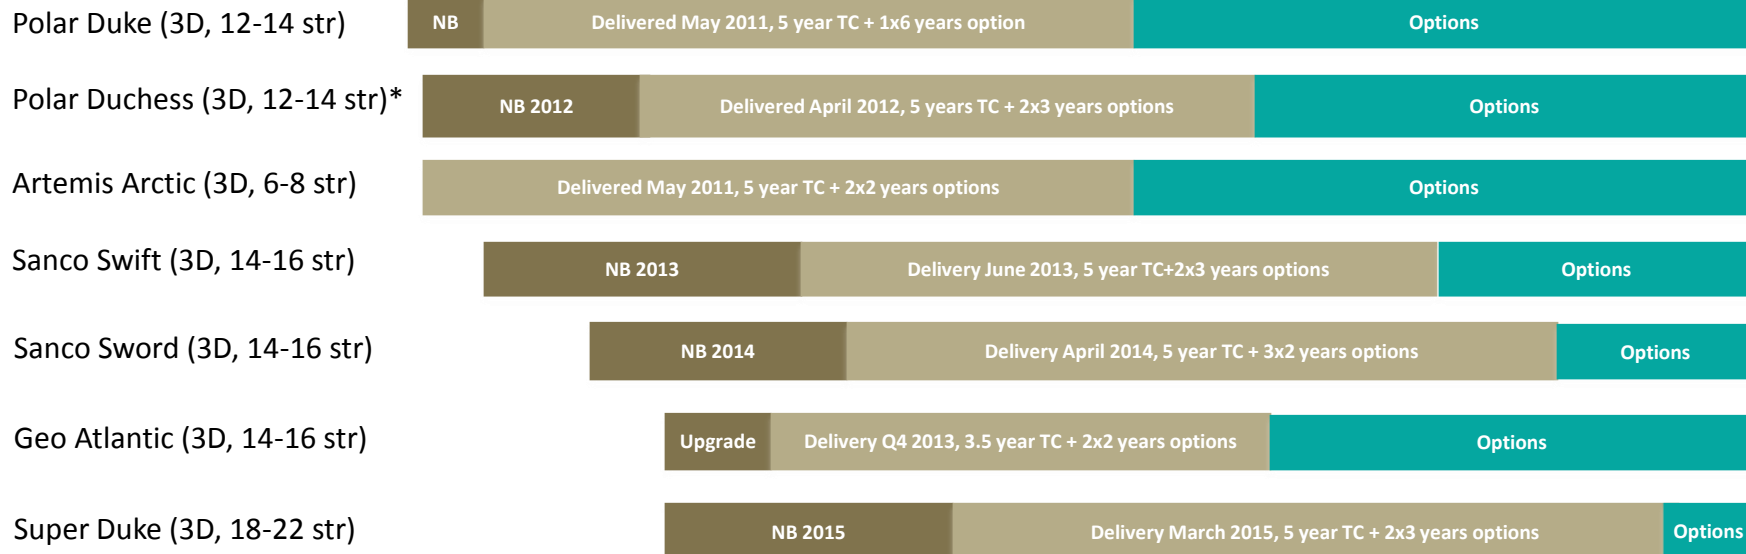 Polar Duke (3D, 12-14 str) NB Delivered May 2011, 5 year TC + 1x6 years option Options
Polar Duchess (3D, 12-14 str)* NB 2012 Delivered April 2012, 5 years TC + 2x3 years options Options
Artemis Arctic (3D, 6-8 str) Delivered May 2011, 5 year TC + 2x2 years options Options
Sanco Swift (3D, 14-16 str) NB 2013 Delivery June 2013, 5 year TC+2x3 years options Options
Sanco Sword (3D, 14-16 str) NB 2014 Delivery April 2014, 5 year TC + 3x2 years options Options
Geo Atlantic (3D, 14-16 str) Upgrade Delivery Q4 2013, 3.5 year TC + 2x2 years options Options
Super Duke (3D, 18-22 str) NB 2015 Delivery March 2015, 5 year TC + 2x3 years options Options